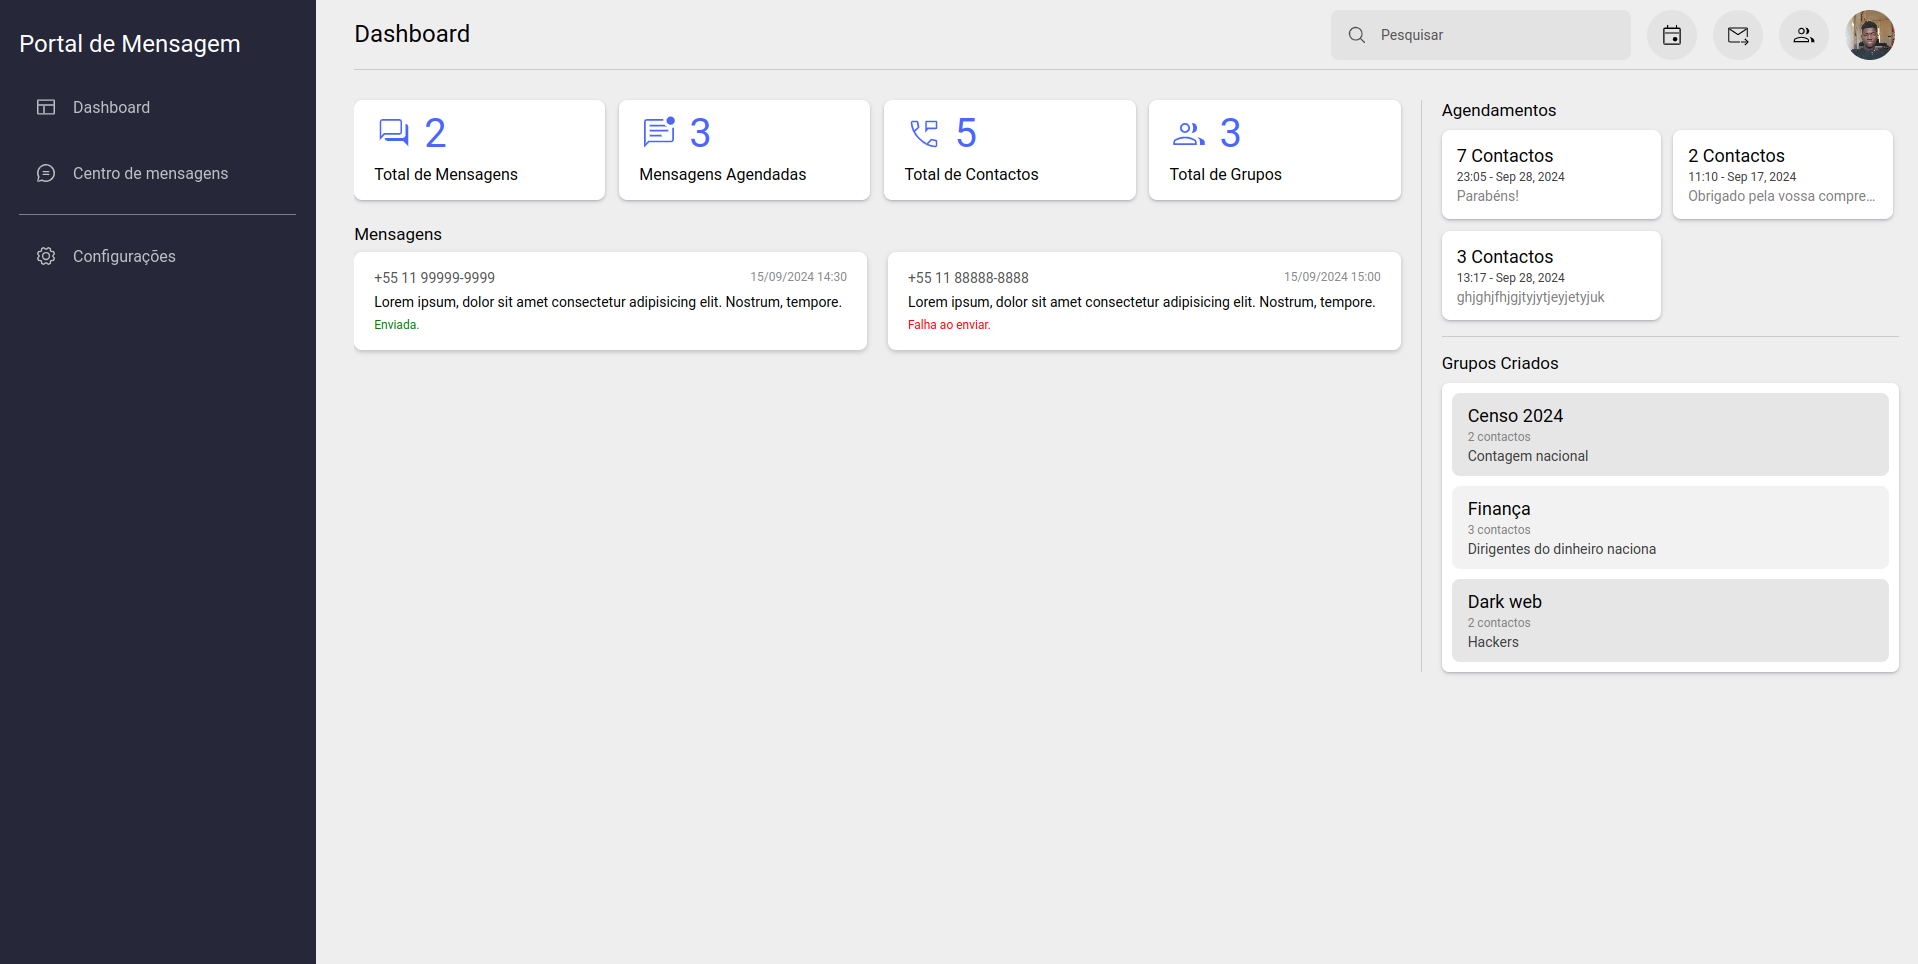 Portal de Mensagem
Dashboard
Centro de mensagens
Configurações
Dashboard
Pesquisar
2
Total de Mensagens
3
Mensagens Agendadas
5
Total de Contactos
3
Total de Grupos
Mensagens
+55 11 99999-9999
15/09/2024 14:30
Lorem ipsum, dolor sit amet consectetur adipisicing elit. Nostrum, tempore.
Enviada.
+55 11 88888-8888
15/09/2024 15:00
Lorem ipsum, dolor sit amet consectetur adipisicing elit. Nostrum, tempore.
Falha ao enviar.
Agendamentos
7 Contactos
23:05 - Sep 28, 2024
Parabéns!
2 Contactos
11:10 - Sep 17, 2024
Obrigado pela vossa compre...
3 Contactos
13:17 - Sep 28, 2024
ghjghjfhjgjtyjytjeyjetyjuk
Grupos Criados
Censo 2024
2 contactos
Contagem nacional
Finança
3 contactos
Dirigentes do dinheiro naciona
Dark web
2 contactos
Hackers